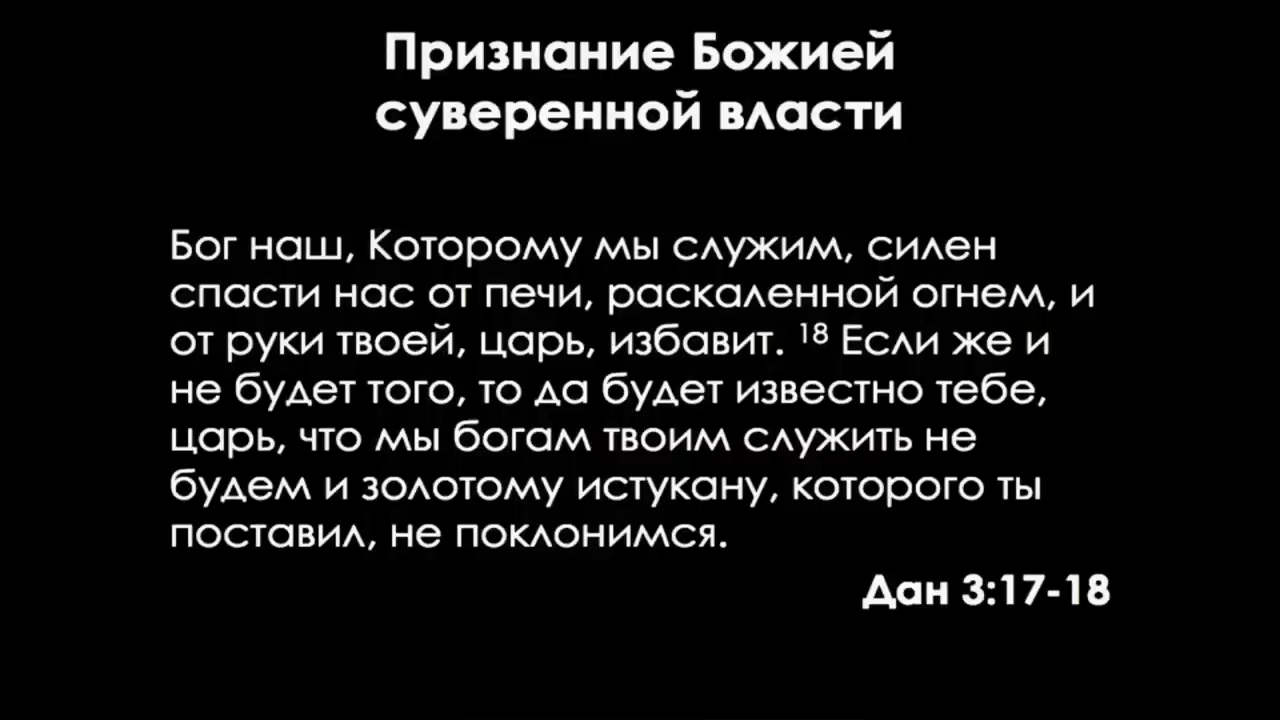 Признание Божией
суверенной власти
Бог наш, Которому мы служим, силен
спасти нас от печи, раскаленной огнем, и
от руки твоей, царь, избавит. ¹⁸ Если же и
не будет того, то да будет известно тебе,
царь, что мы богам твоим служить не
будем и золотому истукану, которого ты
поставил, не поклонимся.
Дан 3:17-18